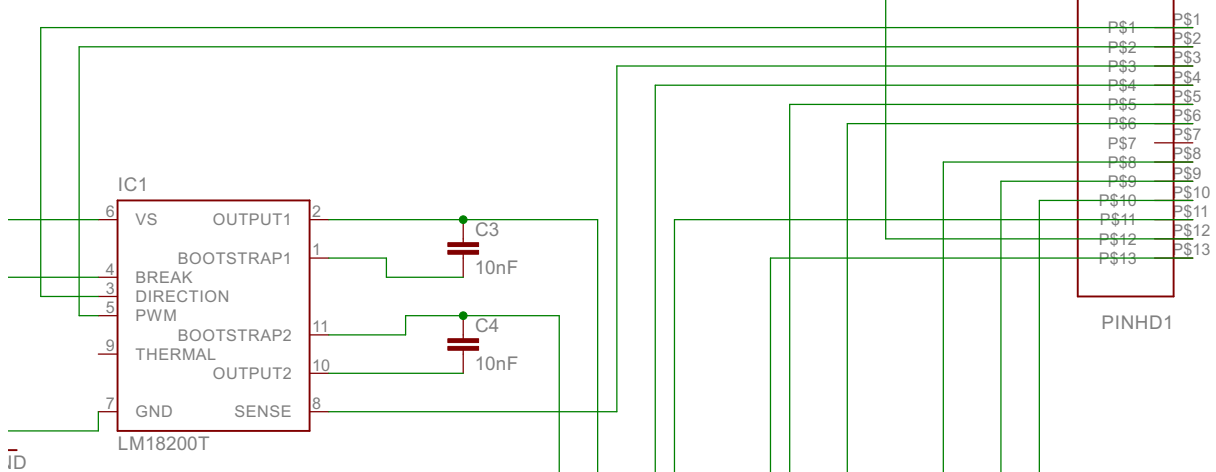 P$1 P$1
P$2 P$2
P$3 P$3
P$4 P$4
P$5 P$5
P$6 P$6
P$7 P$7
P$8 P$8
P$9 P$9
P$10 P$10
P$11 P$11
P$12 P$12
P$13 P$13
PINHD1
IC1
6 VS OUTPUT1 2
BOOTSTRAP1 1
4 BREAK
3 DIRECTION
5 PWM
BOOTSTRAP2 11
9 THERMAL
OUTPUT2 10
7 GND SENSE 8
LM18200T
C3
10nF
C4
10nF